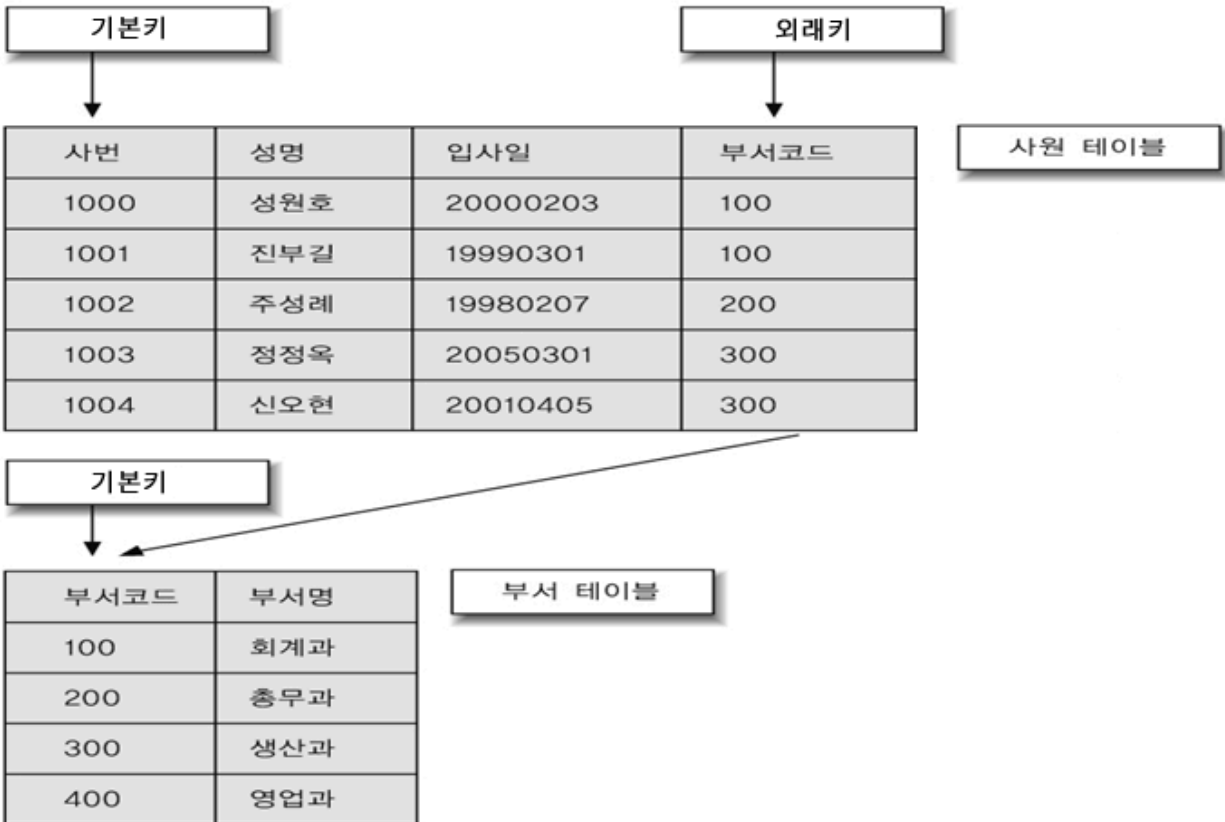 기본키 외래키
사번 성명 입사일 부서코드 사원 테이블
1000 성원호 20000203 100
1001 진부길 19990301 100
1002 주성례 19980207 200
1003 정정옥 20050301 300
1004 신오현 20010405 300
기본키
부서코드 부서명 부서 테이블
100 회계과
200 총무과
300 생산과
400 영업과